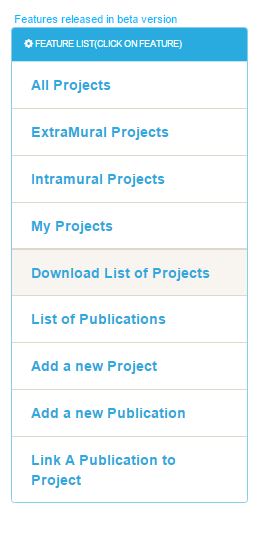 Features released in beta version
FEATURE LIST(CLICK ON FEATURE)
All Projects
ExtraMural Projects
Intramural Projects
My Projects
Download List of Projects
List of Publications
Add a new Project
Add a new Publication
Link A Publication to
Project